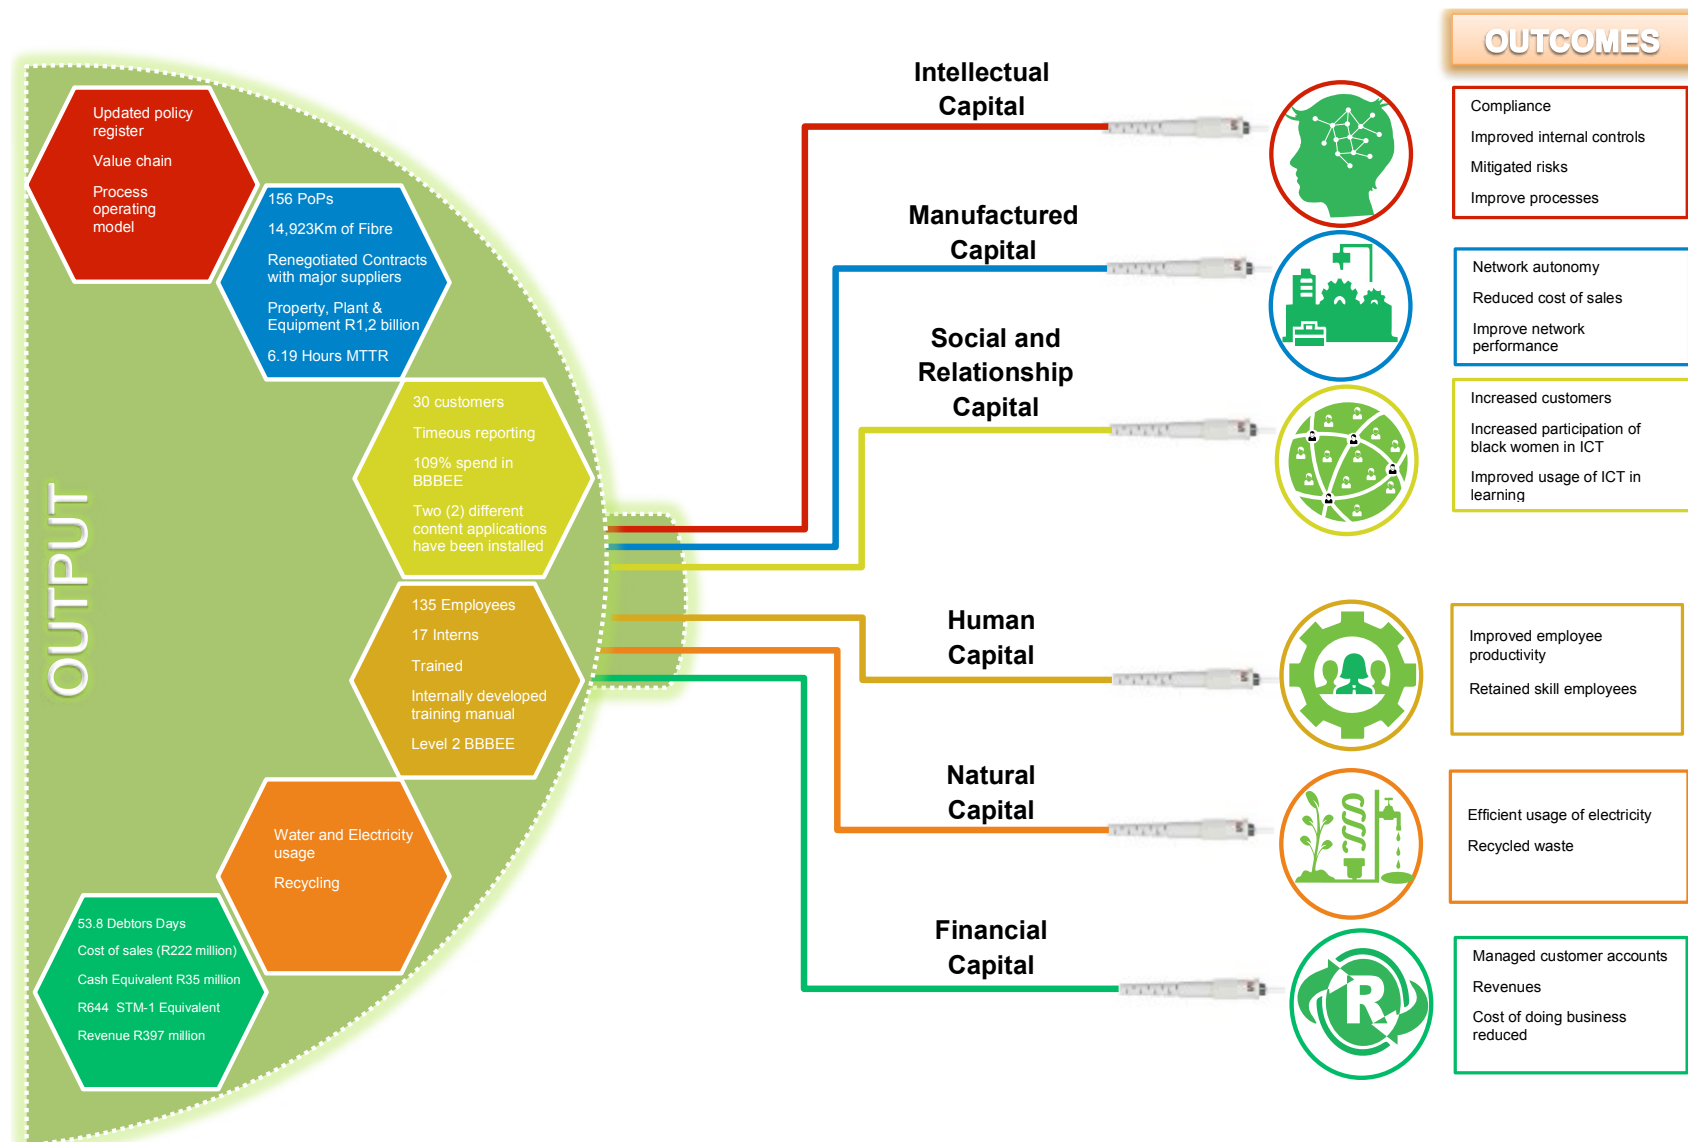 OUTPUT
Updated policy
register
Value chain
Process
operating
model
156 PoPs
14,923Km of Fibre
Renegotiated Contracts
with major suppliers
Property, Plant &
Equipment R1,2 billion
6.19 Hours MTTR
30 customers
Timeous reporting
109% spend in
BBBEE
Two (2) different
content applications
have been installed
135 Employees
17 Interns
Trained
Internally developed
training manual
Level 2 BBBEE
Water and Electricity
usage
Recycling
53.8 Debtors Days
Cost of sales (R222 million)
Cash Equivalent R35 million
R644  STM-1 Equivalent
Revenue R397 million
Intellectual
Capital
Manufactured
Capital
Social and
Relationship
Capital
Human
Capital
Natural
Capital
Financial
Capital
R
OUTCOMES
Compliance
Improved internal controls
Mitigated risks
Improve processes
Network autonomy
Reduced cost of sales
Improve network
performance
Increased customers
Increased participation of
black women in ICT
Improved usage of ICT in
learning
Improved employee
productivity
Retained skill employees
Efficient usage of electricity
Recycled waste
Managed customer accounts
Revenues
Cost of doing business
reduced